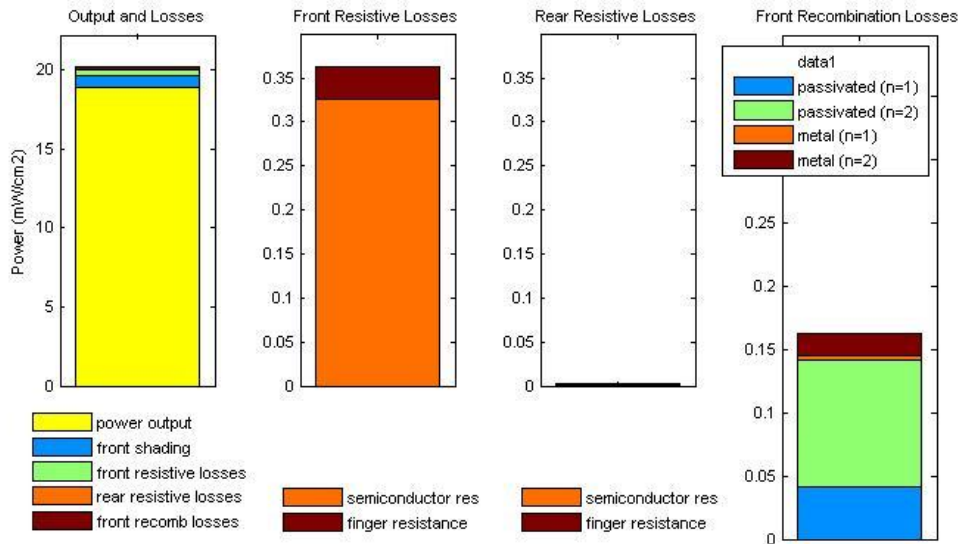 Output and Losses
Front Resistive Losses
Rear Resistive Losses
Front Recombination Losses
Power (mW/cm2)
20
15
10
5
0
0.35
0.3
0.25
0.2
0.15
0.1
0.05
0
0.35
0.3
0.25
0.2
0.15
0.1
0.05
0
data1
passivated (n=1)
passivated (n=2)
metal (n=1)
metal (n=2)
0.25
0.2
0.15
0.1
0.05
0
power output
front shading
front resistive losses
rear resistive losses
front recomb losses
semiconductor res
finger resistance
semiconductor res
finger resistance